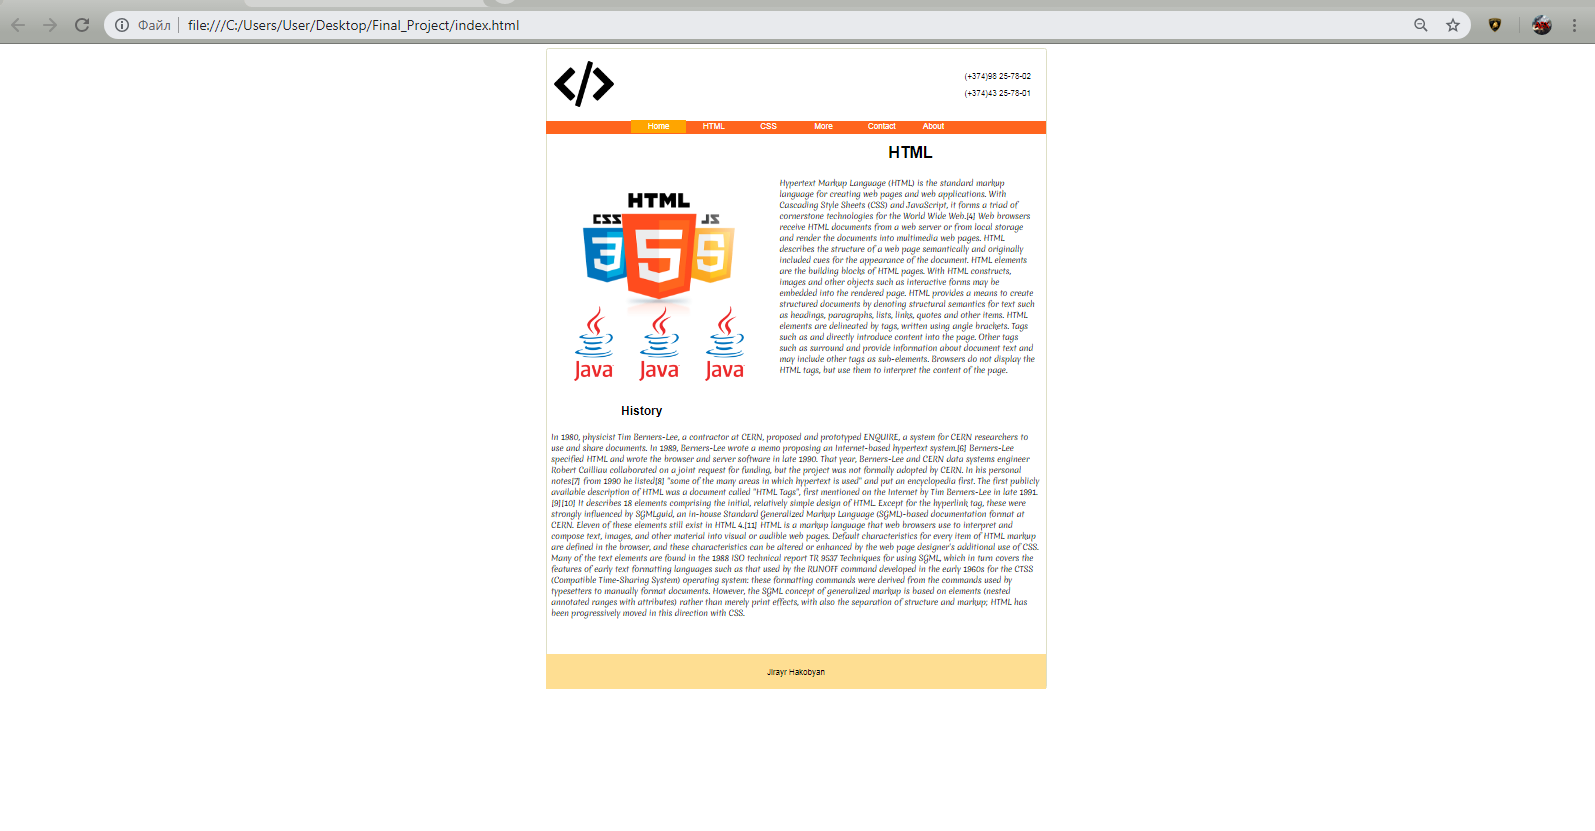 Файл file:///C:/Users/User/Desktop/Final_Project/index.html
(+374)98 25-78-02
(+374)43 25-78-01
Home HTML CSS More Contact About
HTML
HTML
CSS JS
3 5 5
Java Java Java
Hypertext Markup Language (HTML) is the standard markup
language for creating web pages and web applications. With
Cascading Style Sheets (CSS) and JavaScript, it forms a triad of
cornerstone technologies for the World Wide Web.[4] Web browsers
receive HTML documents from a web server or from local storage
and render the documents into multimedia web pages. HTML
describes the structure of a web page semantically and originally
included cues for the appearance of the document. HTML elements
are the building blocks of HTML pages. With HTML constructs,
images and other objects such as interactive forms may be
embedded into the rendered page. HTML provides a means to create
structured documents by denoting structural semantics for text such
as headings, paragraphs, lists, links, quotes and other items. HTML
elements are delineated by tags, written using angle brackets. Tags
such as and directly introduce content into the page. Other tags
such as surround and provide information about document text and
may include other tags as sub-elements. Browsers do not display the
HTML tags, but use them to interpret the content of the page.
History
In 1980, physicist Tim Berners-Lee, a contractor at CERN, proposed and prototyped ENQUIRE, a system for CERN researchers to
use and share documents. In 1989, Berners-Lee wrote a memo proposing an Internet-based hypertext system.[6] Berners-Lee
specified HTML and wrote the browser and server software in late 1990. That year, Berners-Lee and CERN data systems engineer
Robert Cailliau collaborated on a joint request for funding, but the project was not formally adopted by CERN. In his personal
notes[7] from 1990 he listed[8] "some of the many areas in which hypertext is used" and put an encyclopedia first. The first publicly
available description of HTML was a document called "HTML Tags", first mentioned on the Internet by Tim Berners-Lee in late 1991.
[9][10] It describes 18 elements comprising the initial, relatively simple design of HTML. Except for the hyperlink tag, these were
strongly influenced by SGMLguid, an in-house Standard Generalized Markup Language (SGML)-based documentation format at
CERN. Eleven of these elements still exist in HTML 4.[11] HTML is a markup language that web browsers use to interpret and
compose text, images, and other material into visual or audible web pages. Default characteristics for every item of HTML markup
are defined in the browser, and these characteristics can be altered or enhanced by the web page designer's additional use of CSS.
Many of the text elements are found in the 1988 ISO technical report TR 9537 Techniques for using SGML, which in turn covers the
features of early text formatting languages such as that used by the RUNOFF command developed in the early 1960s for the CTSS
(Compatible Time-Sharing System) operating system: these formatting commands were derived from the commands used by
typesetters to manually format documents. However, the SGML concept of generalized markup is based on elements (nested
annotated ranges with attributes) rather than merely print effects, with also the separation of structure and markup; HTML has
been progressively moved in this direction with CSS.
Jirayr Hakobyan